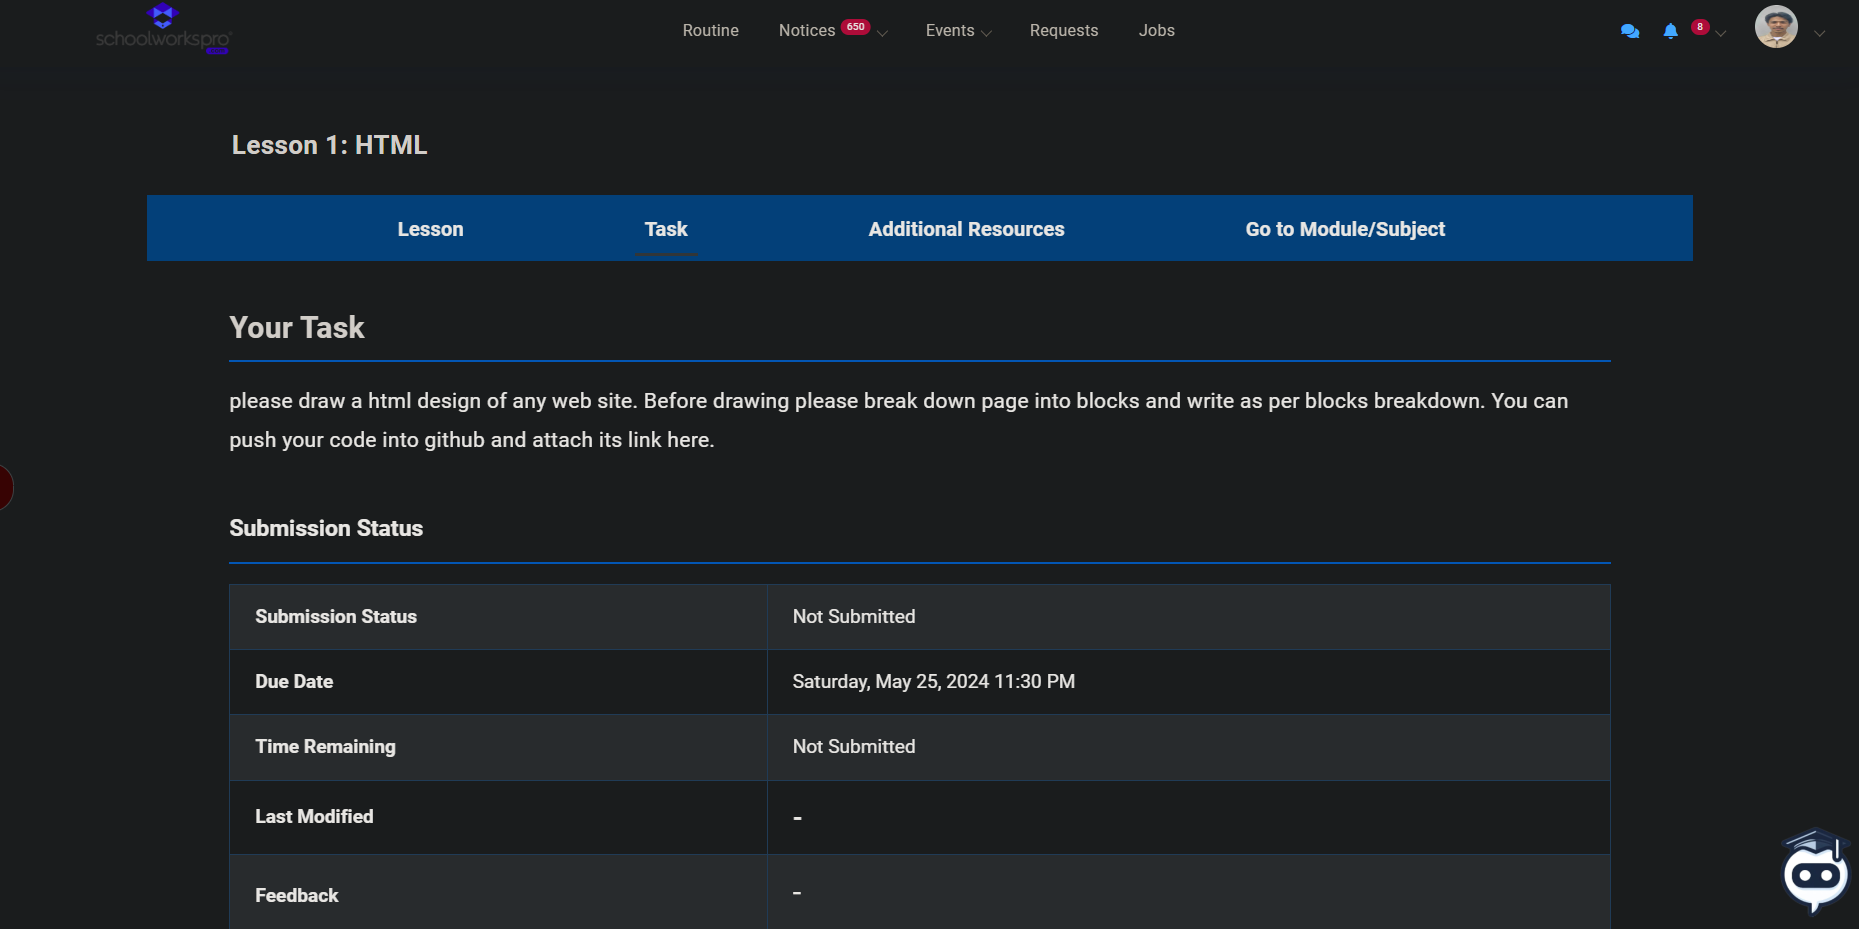 schoolworkspro
Routine
Notices 650
Events
Requests
Jobs
8
Lesson 1: HTML
Lesson
Task
Additional Resources
Go to Module/Subject
Your Task
please draw a html design of any web site. Before drawing please break down page into blocks and write as per blocks breakdown. You can
push your code into github and attach its link here.
Submission Status
Submission Status Not Submitted
Due Date Saturday, May 25, 2024 11:30 PM
Time Remaining Not Submitted
Last Modified -
Feedback -